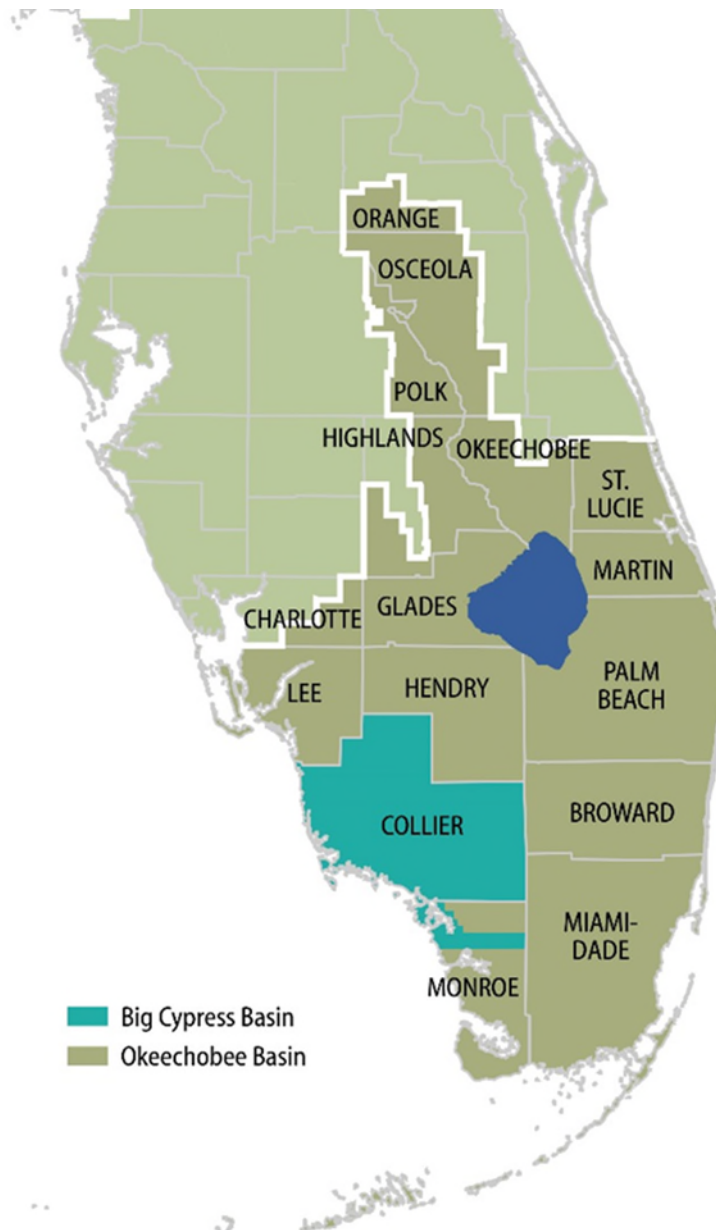 ORANGE
OSCEOLA
POLK
HIGHLANDS
OKEECHOBEE
ST.
LUCIE
MARTIN
CHARLOTTE
GLADES
LEE
HENDRY
PALM
BEACH
COLLIER
BROWARD
MIAMI-
DADE
MONROE
Big Cypress Basin
Okeechobee Basin